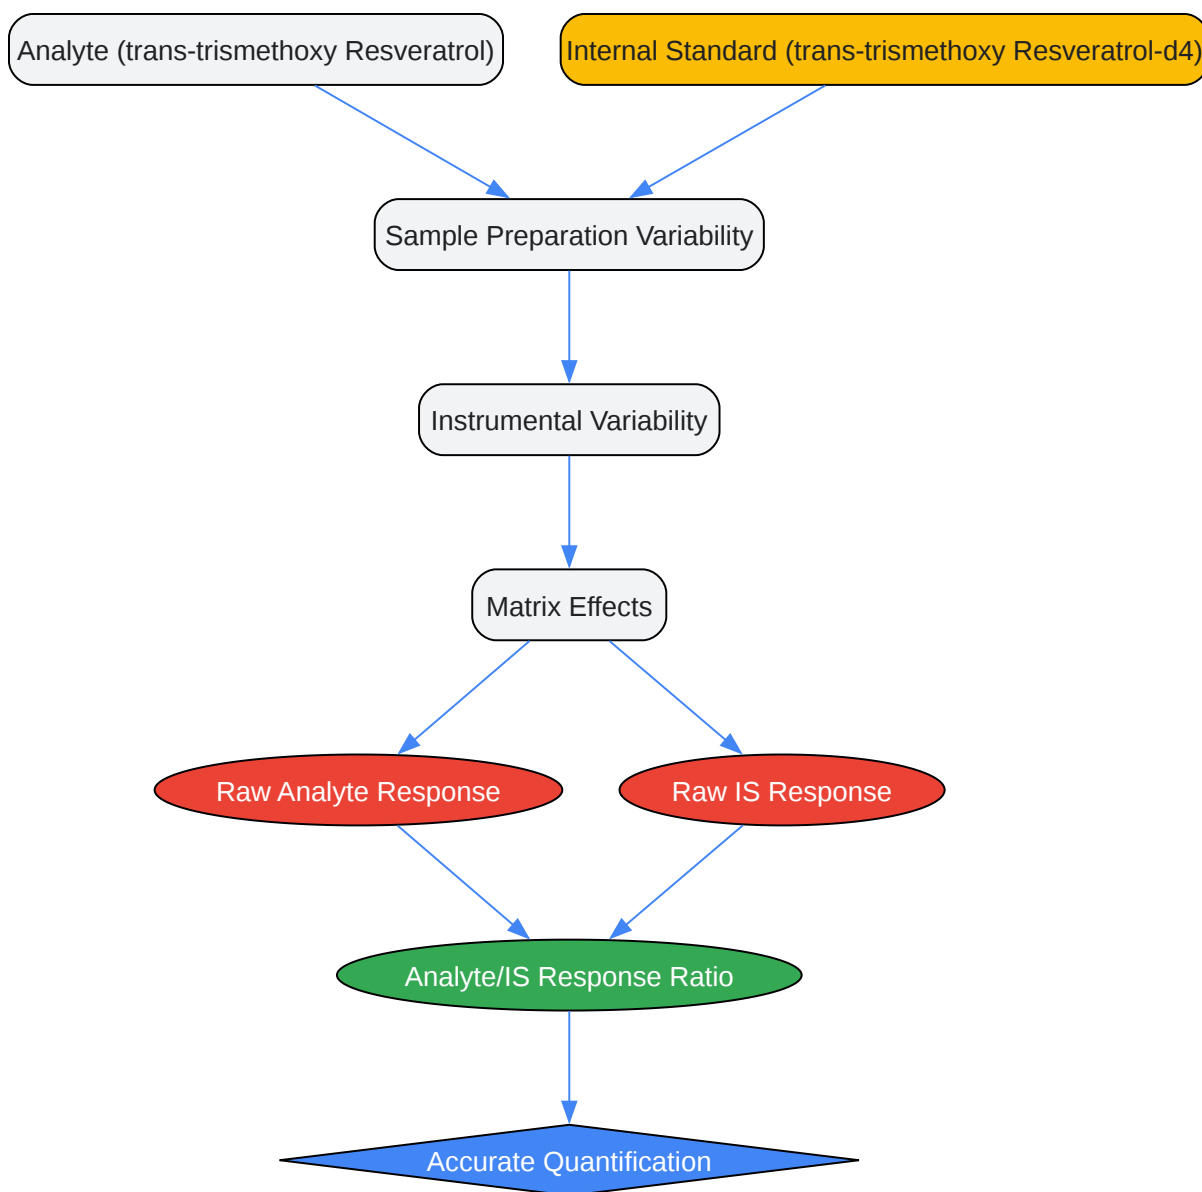 Analyte (trans-trismethoxy Resveratrol)
Internal Standard (trans-trismethoxy Resveratrol-d4)
Sample Preparation Variability
Instrumental Variability
Matrix Effects
Raw Analyte Response
Raw IS Response
Analyte/IS Response Ratio
Accurate Quantification